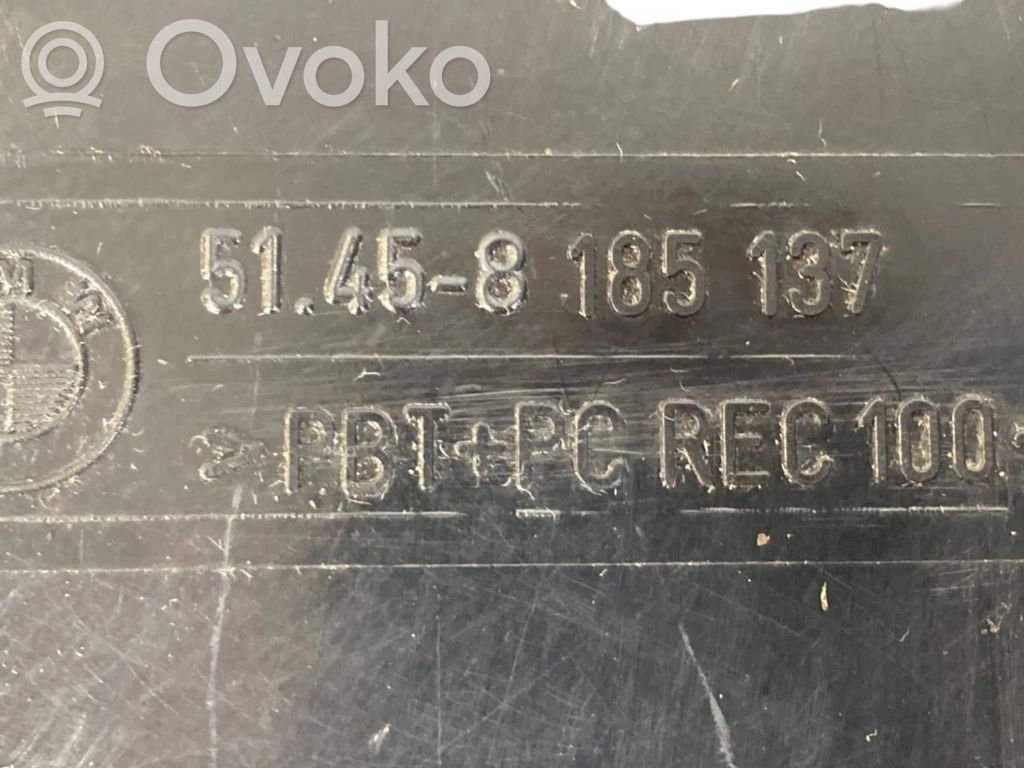 Ovoko
51.45-8 185 137
M W
>PBT+PC REC 100<